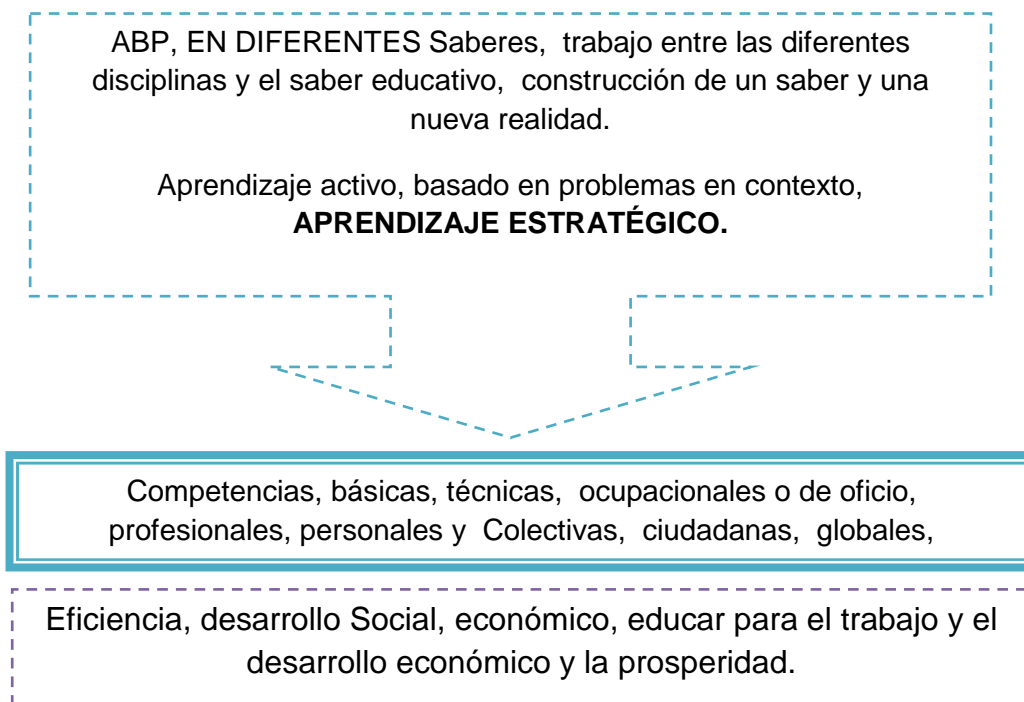 ABP, EN DIFERENTES Saberes, trabajo entre las diferentes
disciplinas y el saber educativo, construcción de un saber y una
nueva realidad.
Aprendizaje activo, basado en problemas en contexto,
APRENDIZAJE ESTRATÉGICO.
Competencias, básicas, técnicas, ocupacionales o de oficio,
profesionales, personales y Colectivas, ciudadanas, globales,
Eficiencia, desarrollo Social, económico, educar para el trabajo y el
desarrollo económico y la prosperidad.